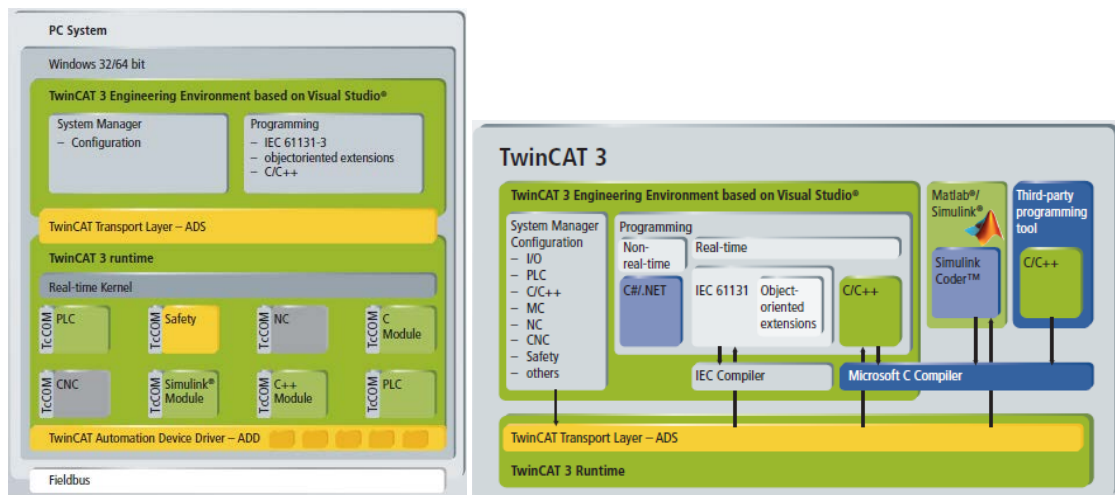 PC System
Windows 32/64 bit
TwinCAT 3 Engineering Environment based on Visual Studio®
System Manager
– Configuration
Programming
– IEC 61131-3
– objectoriented extensions
– C/C++
TwinCAT Transport Layer – ADS
TwinCAT 3 runtime
Real-time Kernel
TcCOM
PLC
TcCOM
Safety
TcCOM
NC
TcCOM
C
Module
TcCOM
CNC
TcCOM
Simulink®
Module
TcCOM
C++
Module
TcCOM
PLC
TwinCAT Automation Device Driver – ADD
Fieldbus
TwinCAT 3
TwinCAT 3 Engineering Environment based on Visual Studio®
System Manager
Configuration
– I/O
– PLC
– C/C++
– MC
– NC
– CNC
– Safety
– others
Programming
Non-
real-time
Real-time
C#/.NET
IEC 61131
Object-
oriented
extensions
C/C++
IEC Compiler
Matlab®/
Simulink®
Simulink
Coder™
Third-party
programming
tool
C/C++
Microsoft C Compiler
TwinCAT Transport Layer – ADS
TwinCAT 3 Runtime